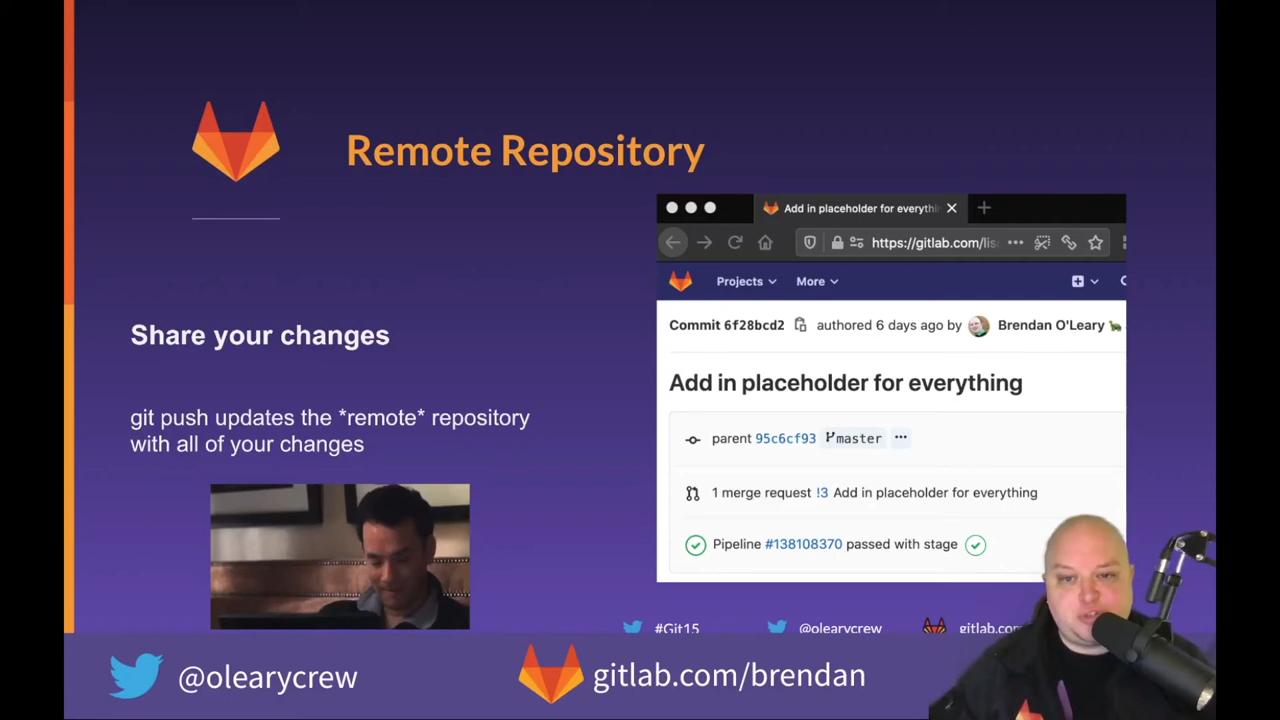 Remote Repository
Add in placeholder for everythin
https://gitlab.com/lis
Projects
More
Commit 6f28bcd2 authored 6 days ago by Brendan O'Leary
Add in placeholder for everything
parent 95c6cf93 master
1 merge request !3 Add in placeholder for everything
Pipeline #138108370 passed with stage
Share your changes
git push updates the *remote* repository
with all of your changes
#Git15 @olearycrew gitlab.com
@olearycrew gitlab.com/brendan